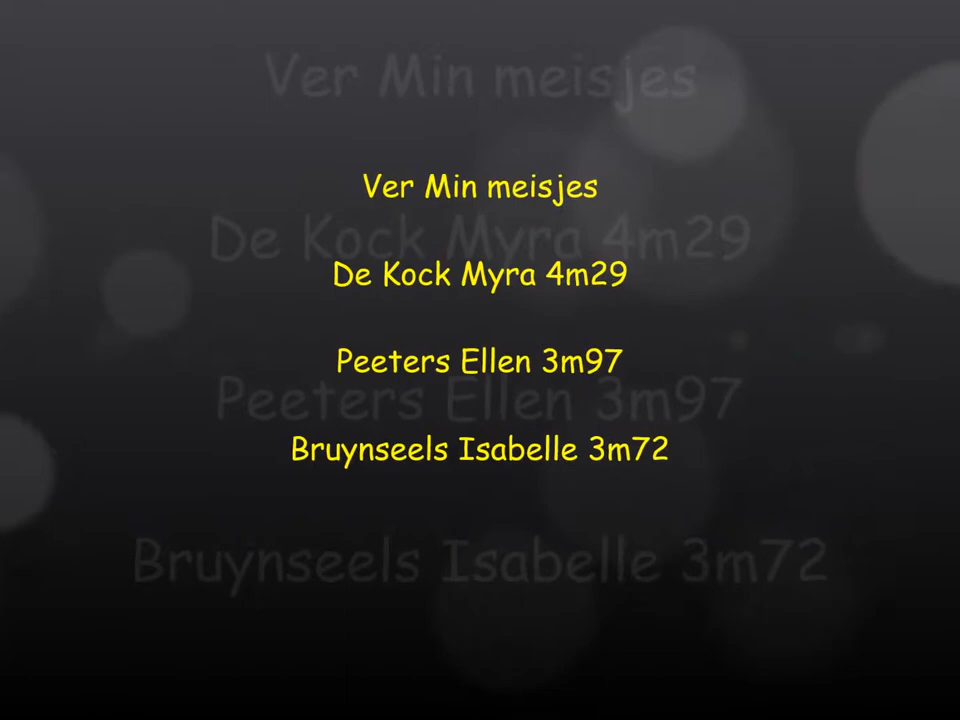 Ver Min meisjes
De Kock Myra 4m29
Peeters Ellen 3m97
Bruynseels Isabelle 3m72